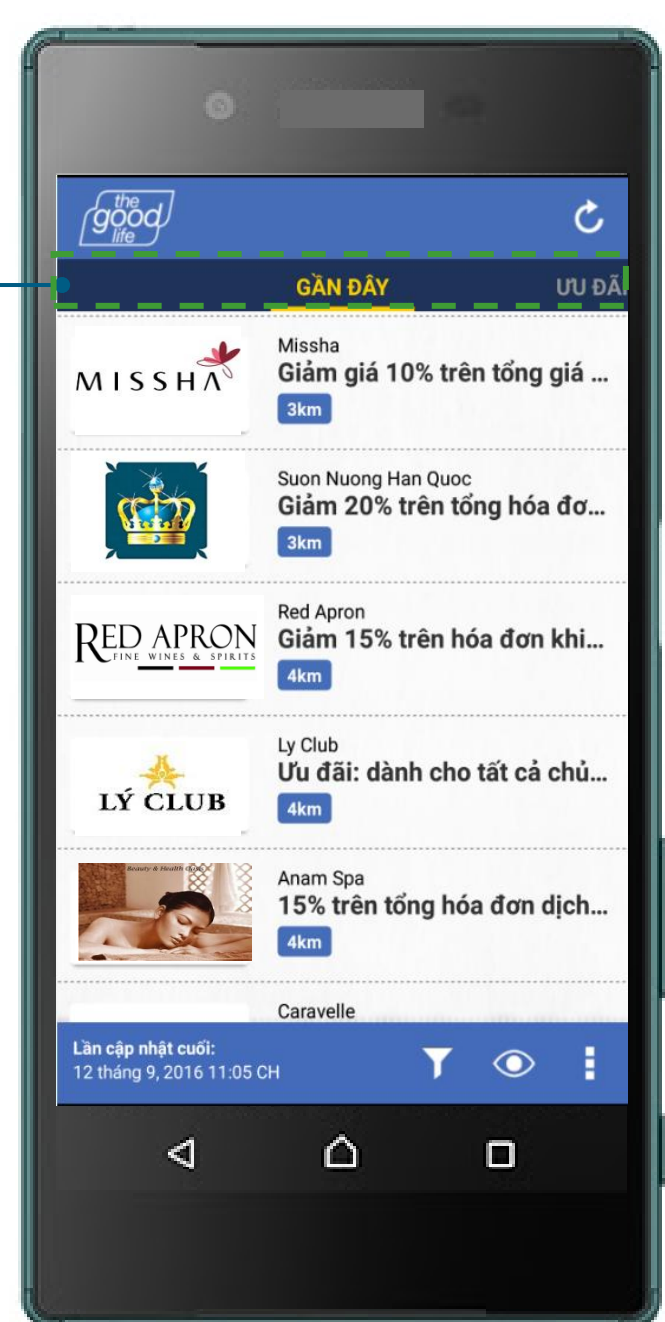 the
good
life
GẦN ĐÂY
ƯU ĐÃI
MISSHA
Missha
Giảm giá 10% trên tổng giá ...
3km
Suon Nuong Han Quoc
Giảm 20% trên tổng hóa đơ...
3km
RED APRON
FINE WINES & SPIRITS
Red Apron
Giảm 15% trên hóa đơn khi...
4km
LÝ CLUB
Ly Club
Ưu đãi: dành cho tất cả chủ...
4km
Beauty & Health
Anam Spa
15% trên tổng hóa đơn dịch...
4km
Caravelle
Lần cập nhật cuối:
12 tháng 9, 2016 11:05 CH